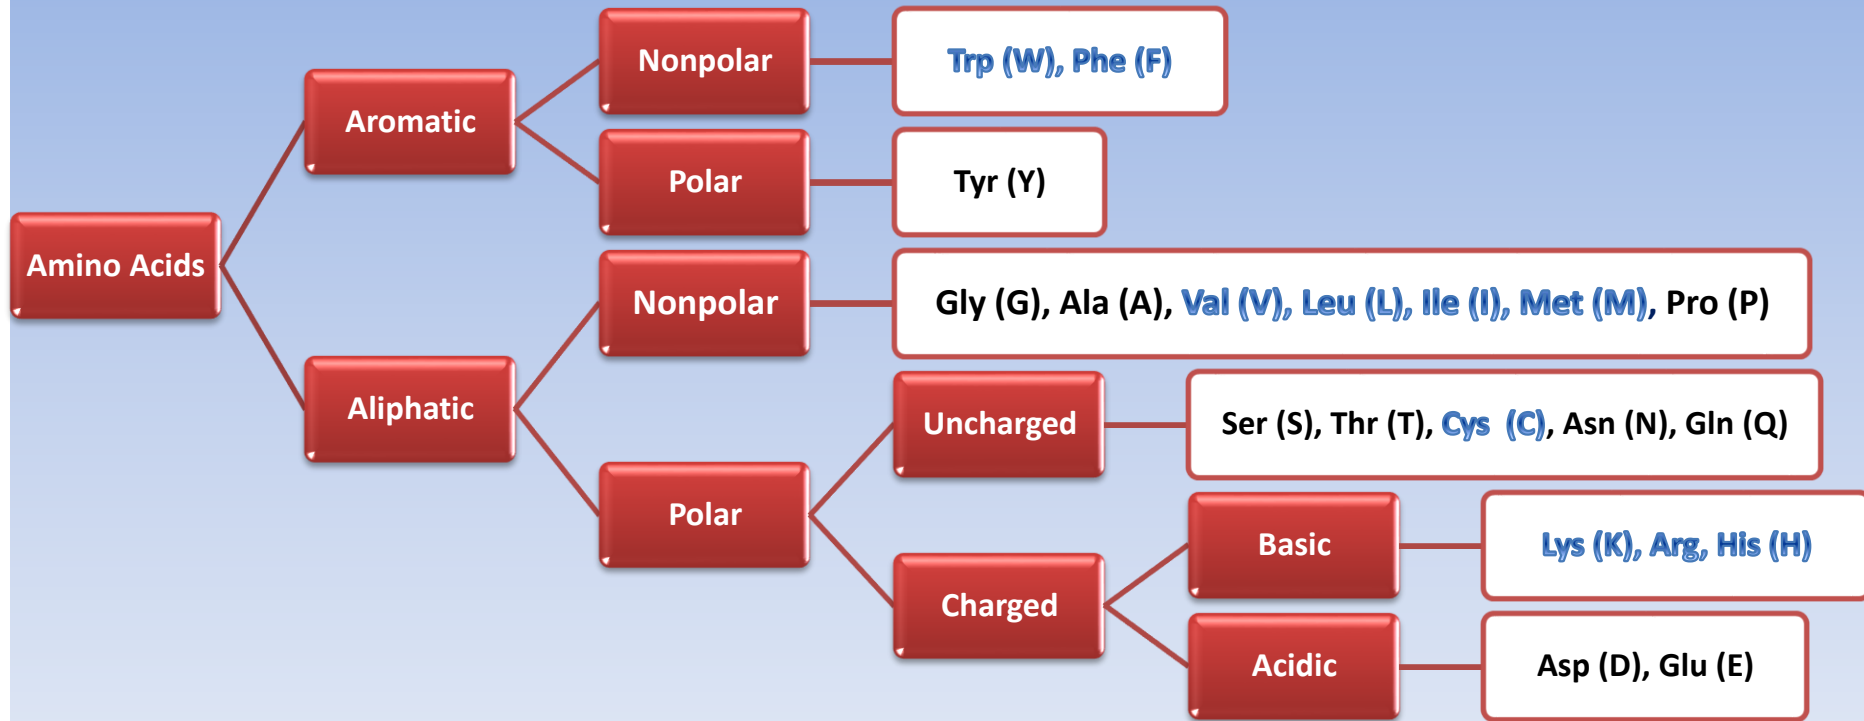 Amino Acids
Aromatic
Nonpolar
Trp (W), Phe (F)
Polar
Tyr (Y)
Aliphatic
Nonpolar
Gly (G), Ala (A), Val (V), Leu (L), Ile (I), Met (M), Pro (P)
Polar
Uncharged
Ser (S), Thr (T), Cys (C), Asn (N), Gln (Q)
Charged
Basic
Lys (K), Arg, His (H)
Acidic
Asp (D), Glu (E)